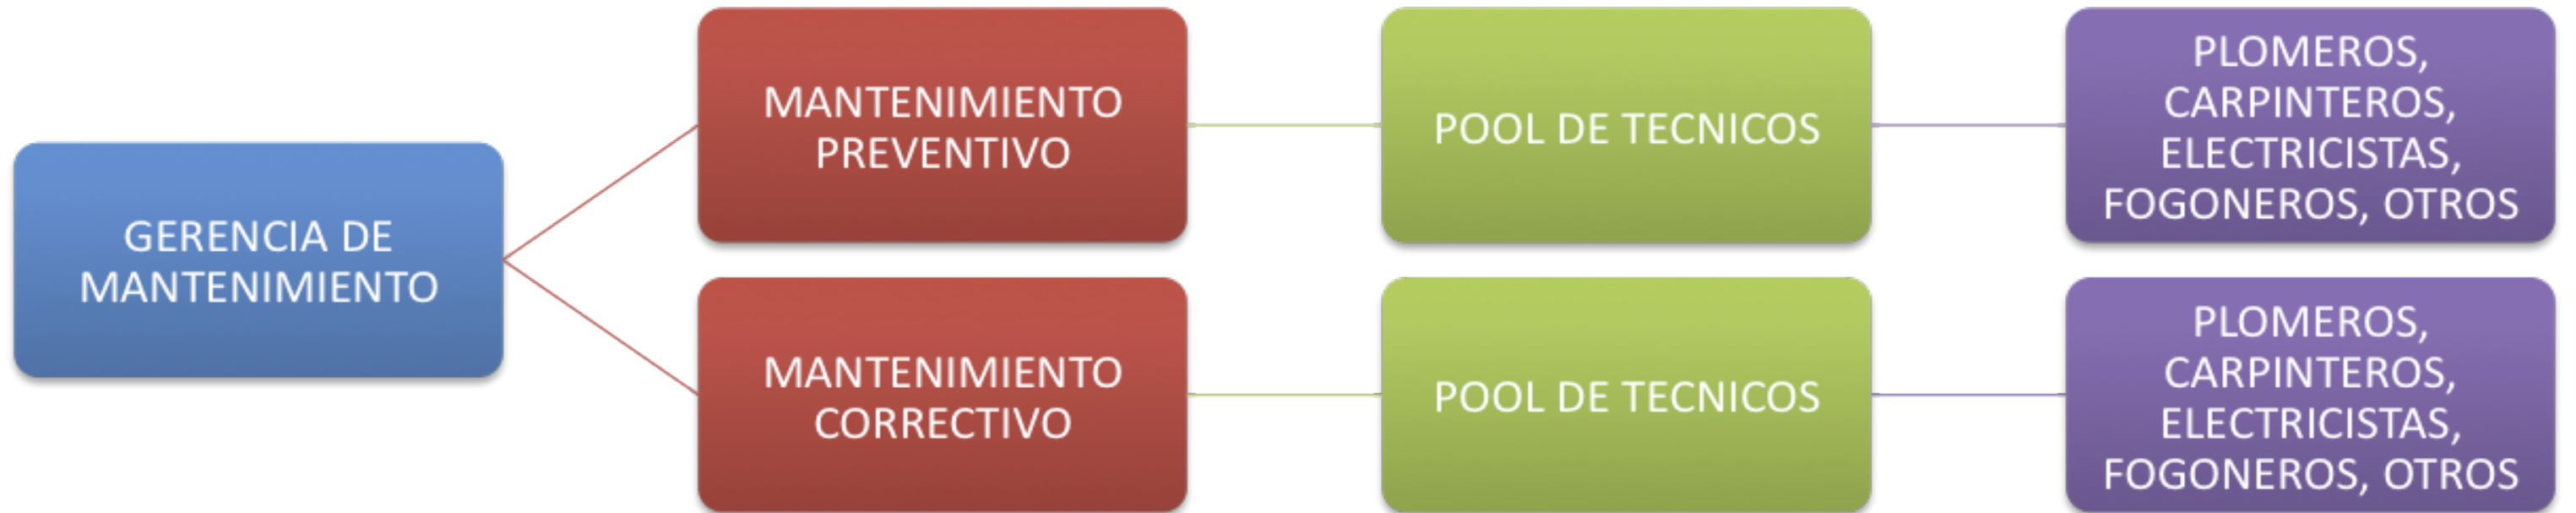 GERENCIA DE
MANTENIMIENTO
MANTENIMIENTO
PREVENTIVO
POOL DE TECNICOS
PLOMEROS,
CARPINTEROS,
ELECTRICISTAS,
FOGONEROS, OTROS
MANTENIMIENTO
CORRECTIVO
POOL DE TECNICOS
PLOMEROS,
CARPINTEROS,
ELECTRICISTAS,
FOGONEROS, OTROS